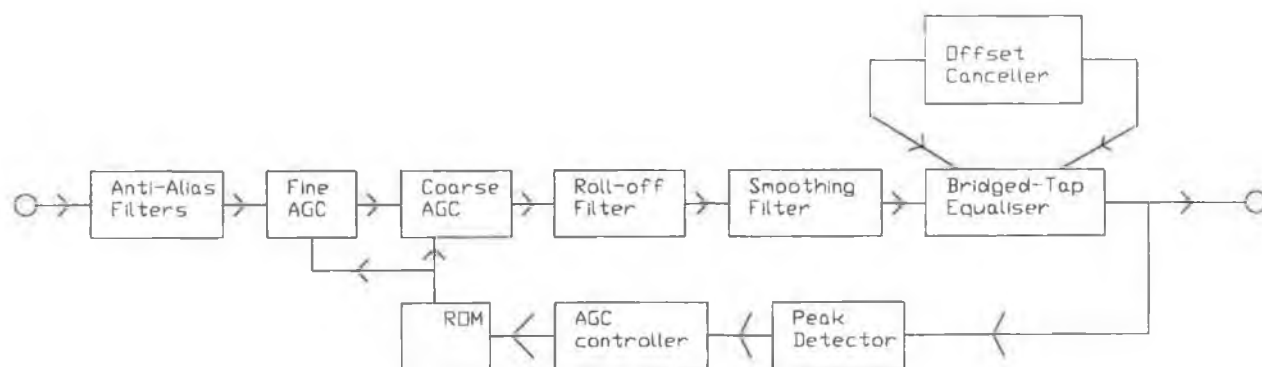 Offset
Canceller
Anti-Alias
Filters
Fine
AGC
Coarse
AGC
Roll-off
Filter
Smoothing
Filter
Bridged-Tap
Equaliser
ROM
AGC
controller
Peak
Detector